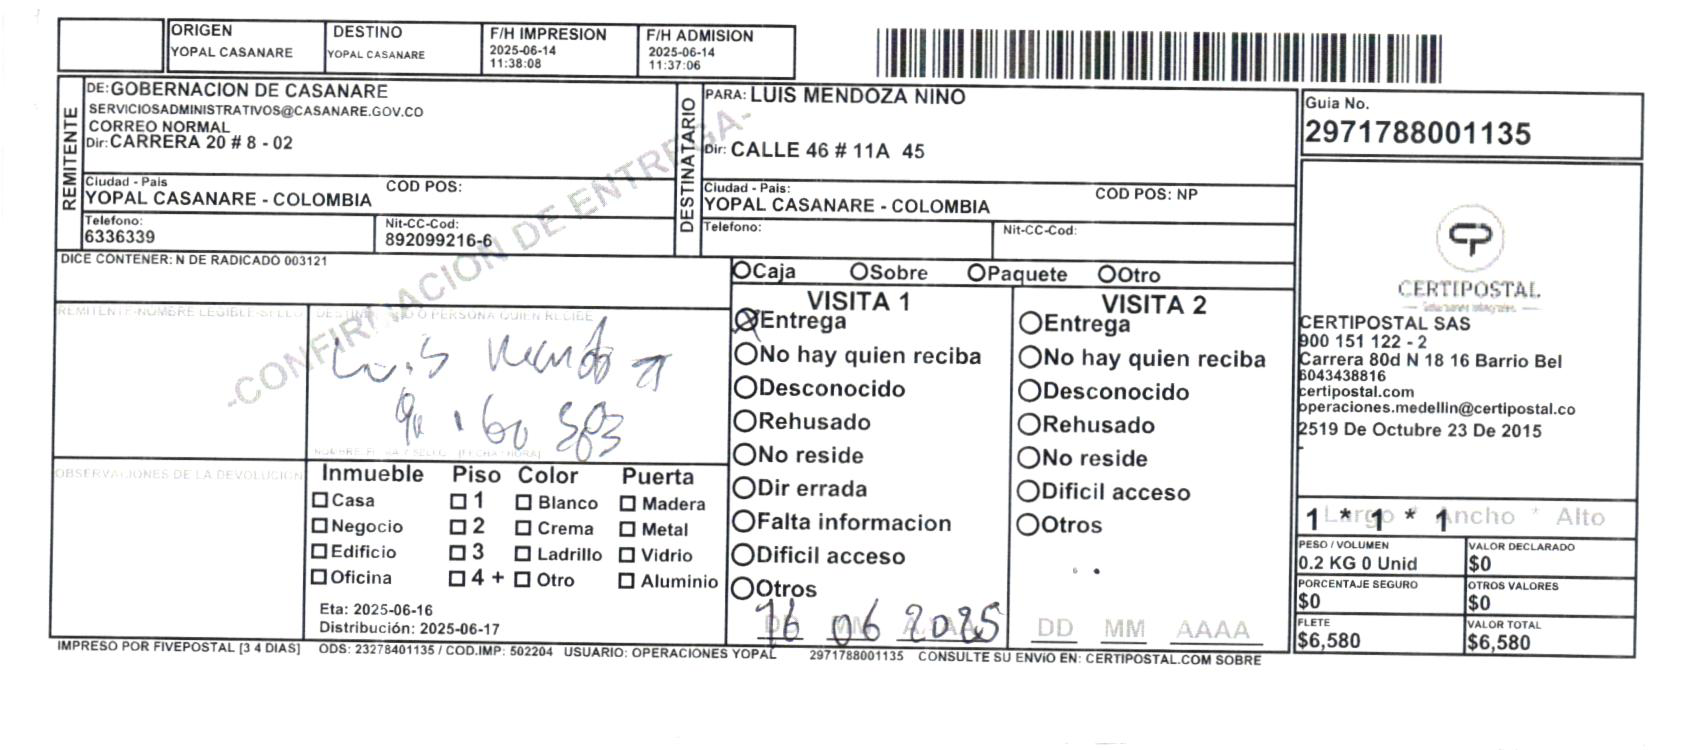 ORIGEN
YOPAL CASANARE
DESTINO
YOPAL CASANARE
F/H IMPRESION
2025-06-14
11:38:08
F/H ADMISION
2025-06-14
11:37:06
REMITENTE
DE: GOBERNACION DE CASANARE
SERVICIOSADMINISTRATIVOS@CASANARE.GOV.CO
CORREO NORMAL
Dir: CARRERA 20 # 8 - 02
Ciudad - Pais
COD POS:
YOPAL CASANARE - COLOMBIA
Telefono:
6336339
Nit-CC-Cod:
892099216-6
DESTINATARIO
PARA: LUIS MENDOZA NINO
Dir: CALLE 46 # 11A 45
Ciudad - Pais:
COD POS: NP
YOPAL CASANARE - COLOMBIA
Telefono:
Nit-CC-Cod:
Guia No.
2971788001135
-CONFIRMACION DE ENTREGA-
DICE CONTENER: N DE RADICADO 003121
Caja Sobre Paquete Otro
REMITENTE-NOMBRE LEGIBLE-SELLO
O PERSONA QUIEN RECIBE
Luis Mendoza
OBSERVACIONES DE LA DEVOLUCION
Inmueble Piso Color Puerta
Casa 1 Blanco Madera
Negocio 2 Crema Metal
Edificio 3 Ladrillo Vidrio
Oficina 4 + Otro Aluminio
Eta: 2025-06-16
Distribución: 2025-06-17
VISITA 1
Entrega
No hay quien reciba
Desconocido
Rehusado
No reside
Dir errada
Falta informacion
Dificil acceso
Otros
16 06 2025
VISITA 2
Entrega
No hay quien reciba
Desconocido
Rehusado
No reside
Dificil acceso
Otros
DD MM AAAA
CERTIPOSTAL
CERTIPOSTAL SAS
900 151 122 - 2
Carrera 80d N 18 16 Barrio Bel
6043438816
certipostal.com
operaciones.medellin@certipostal.co
2519 De Octubre 23 De 2015
-
Largo * Ancho * Alto
1 * 1 * 1
PESO / VOLUMEN
0.2 KG 0 Unid
VALOR DECLARADO
$0
PORCENTAJE SEGURO
$0
OTROS VALORES
$0
FLETE
$6,580
VALOR TOTAL
$6,580
IMPRESO POR FIVEPOSTAL [3 4 DIAS] ODS: 23278401135 / COD.IMP: 502204 USUARIO: OPERACIONES YOPAL 2971788001135 CONSULTE SU ENVIO EN: CERTIPOSTAL.COM SOBRE